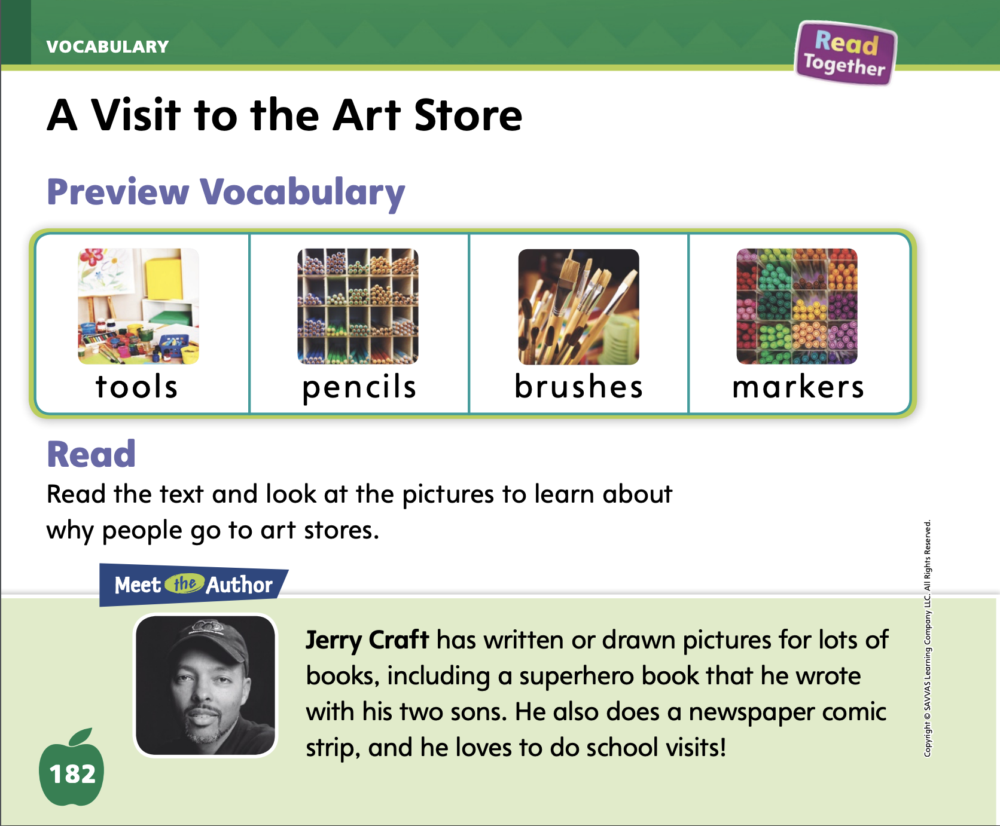 VOCABULARY
Read
Together
A Visit to the Art Store
Preview Vocabulary
tools
pencils
brushes
markers
Read
Read the text and look at the pictures to learn about
why people go to art stores.
Meet the Author
Jerry Craft has written or drawn pictures for lots of
books, including a superhero book that he wrote
with his two sons. He also does a newspaper comic
strip, and he loves to do school visits!
182
Copyright © SAVVAS Learning Company LLC. All Rights Reserved.